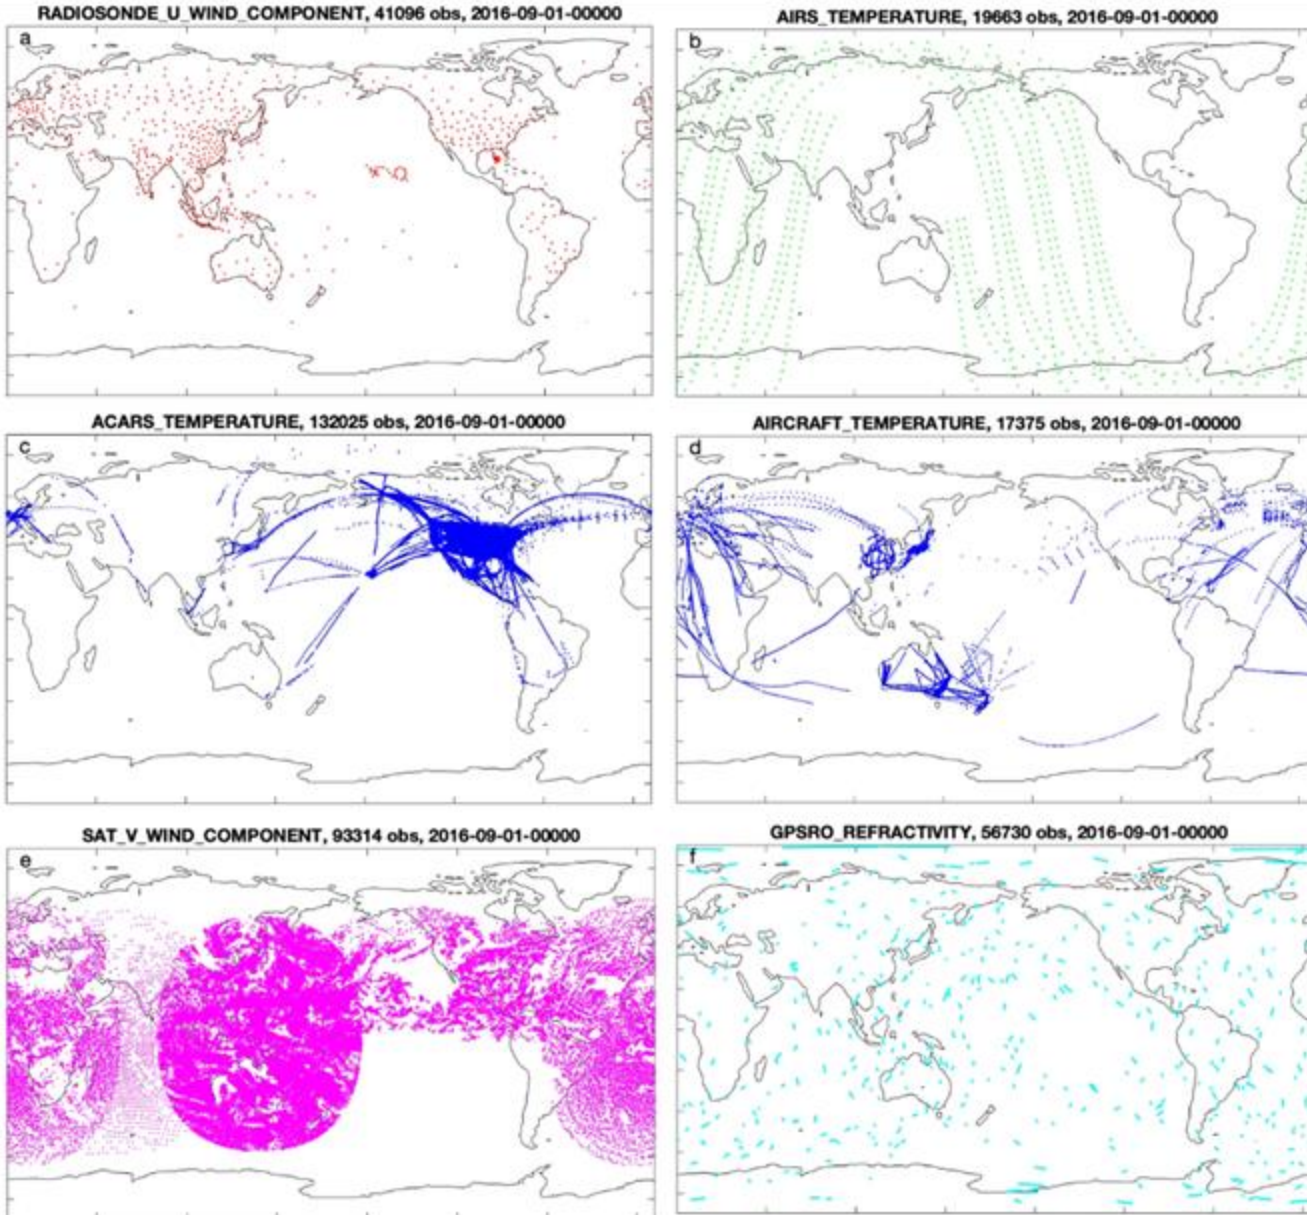 RADIOSONDE_U_WIND_COMPONENT, 41096 obs, 2016-09-01-00000
a
AIRS_TEMPERATURE, 19663 obs, 2016-09-01-00000
b
ACARS_TEMPERATURE, 132025 obs, 2016-09-01-00000
c
AIRCRAFT_TEMPERATURE, 17375 obs, 2016-09-01-00000
d
SAT_V_WIND_COMPONENT, 93314 obs, 2016-09-01-00000
e
GPSRO_REFRACTIVITY, 56730 obs, 2016-09-01-00000
f